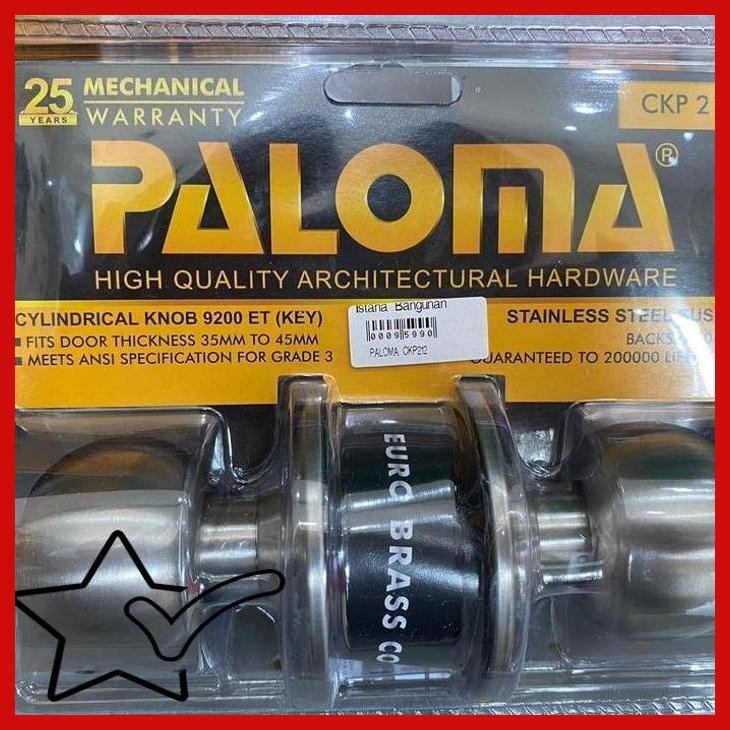 25 YEARS
MECHANICAL
WARRANTY
CKP 2
PALOMA®
HIGH QUALITY ARCHITECTURAL HARDWARE
CYLINDRICAL KNOB 9200 ET (KEY)
FITS DOOR THICKNESS 35MM TO 45MM
MEETS ANSI SPECIFICATION FOR GRADE 3
Istana Bangunan
00095990
PALOMA CKP212
STAINLESS STEEL
GUARANTEED TO 200000
EURO BRASS CO